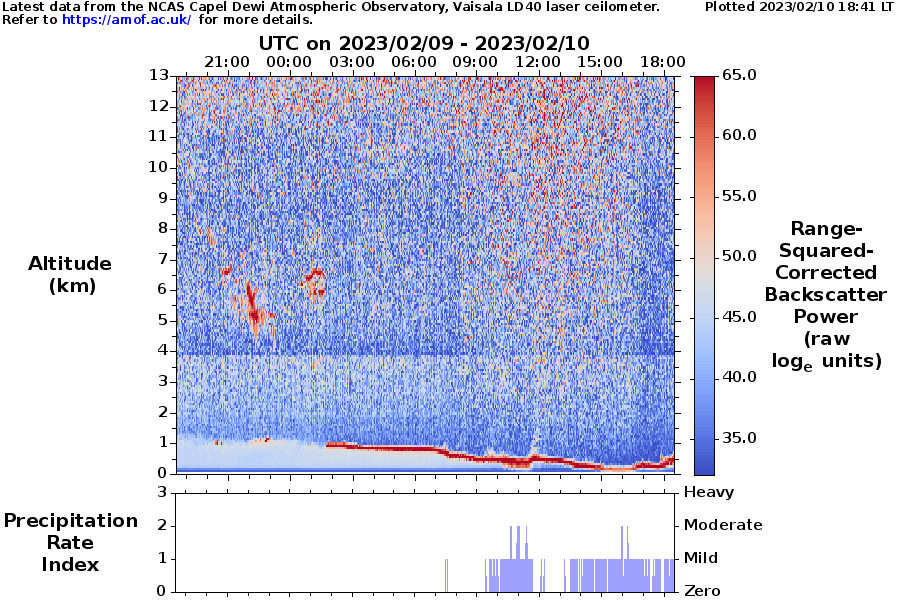 Latest data from the NCAS Capel Dewi Atmospheric Observatory, Vaisala LD40 laser ceilometer.
Plotted 2023/02/10 18:41 LT
Refer to https://amof.ac.uk/ for more details.
UTC on 2023/02/09 - 2023/02/10
21:00 00:00 03:00 06:00 09:00 12:00 15:00 18:00
13
12
11
10
9
8
7
6
5
4
3
2
1
0
Altitude
(km)
65.0
60.0
55.0
50.0
45.0
40.0
35.0
Range-
Squared-
Corrected
Backscatter
Power
(raw
logₑ units)
3
2
1
0
Precipitation
Rate
Index
Heavy
Moderate
Mild
Zero